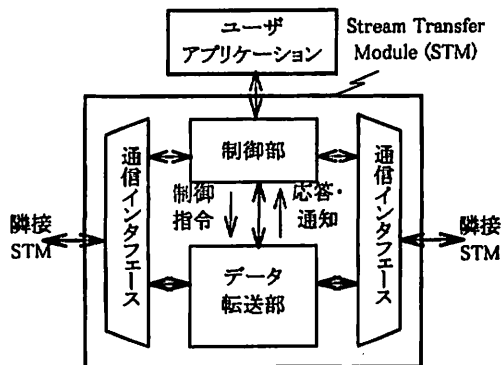 ユーザ
アプリケーション
Stream Transfer
Module (STM)
通信インタフェース
制御部
通信インタフェース
制御
指令
応答・
通知
隣接
STM
隣接
STM
データ
転送部